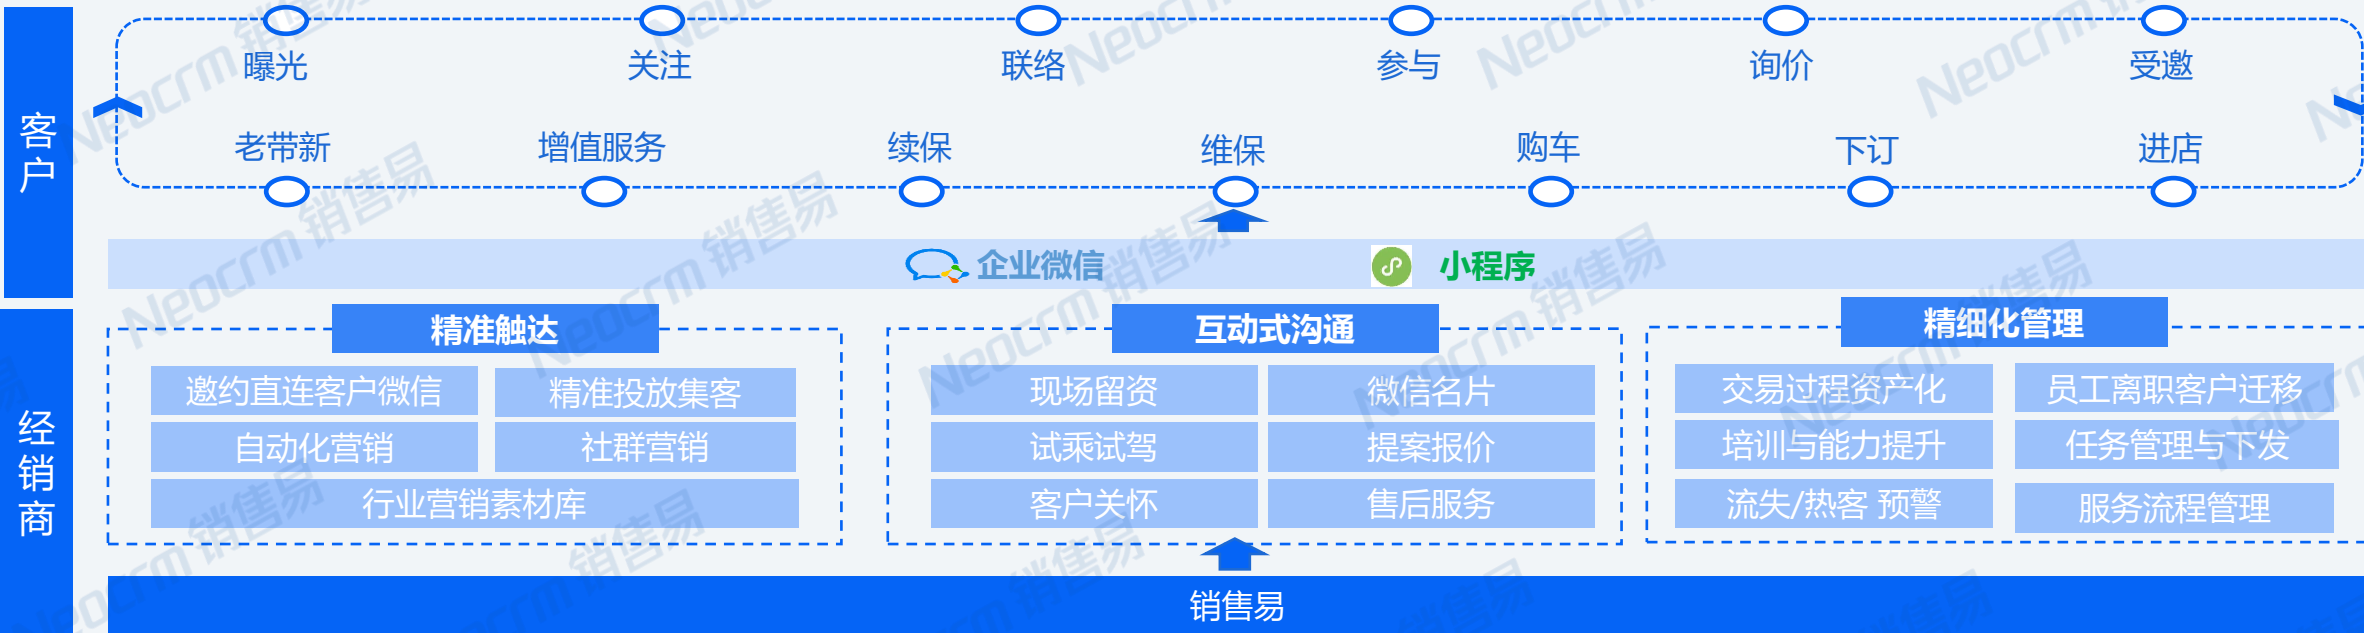 客户
曝光
关注
联络
参与
询价
受邀
老带新
增值服务
续保
维保
购车
下订
进店
企业微信
小程序
经销商
精准触达
邀约直连客户微信
精准投放集客
自动化营销
社群营销
行业营销素材库
互动式沟通
现场留资
微信名片
试乘试驾
提案报价
客户关怀
售后服务
精细化管理
交易过程资产化
员工离职客户迁移
培训与能力提升
任务管理与下发
流失/热客 预警
服务流程管理
销售易
Neocrm 销售易